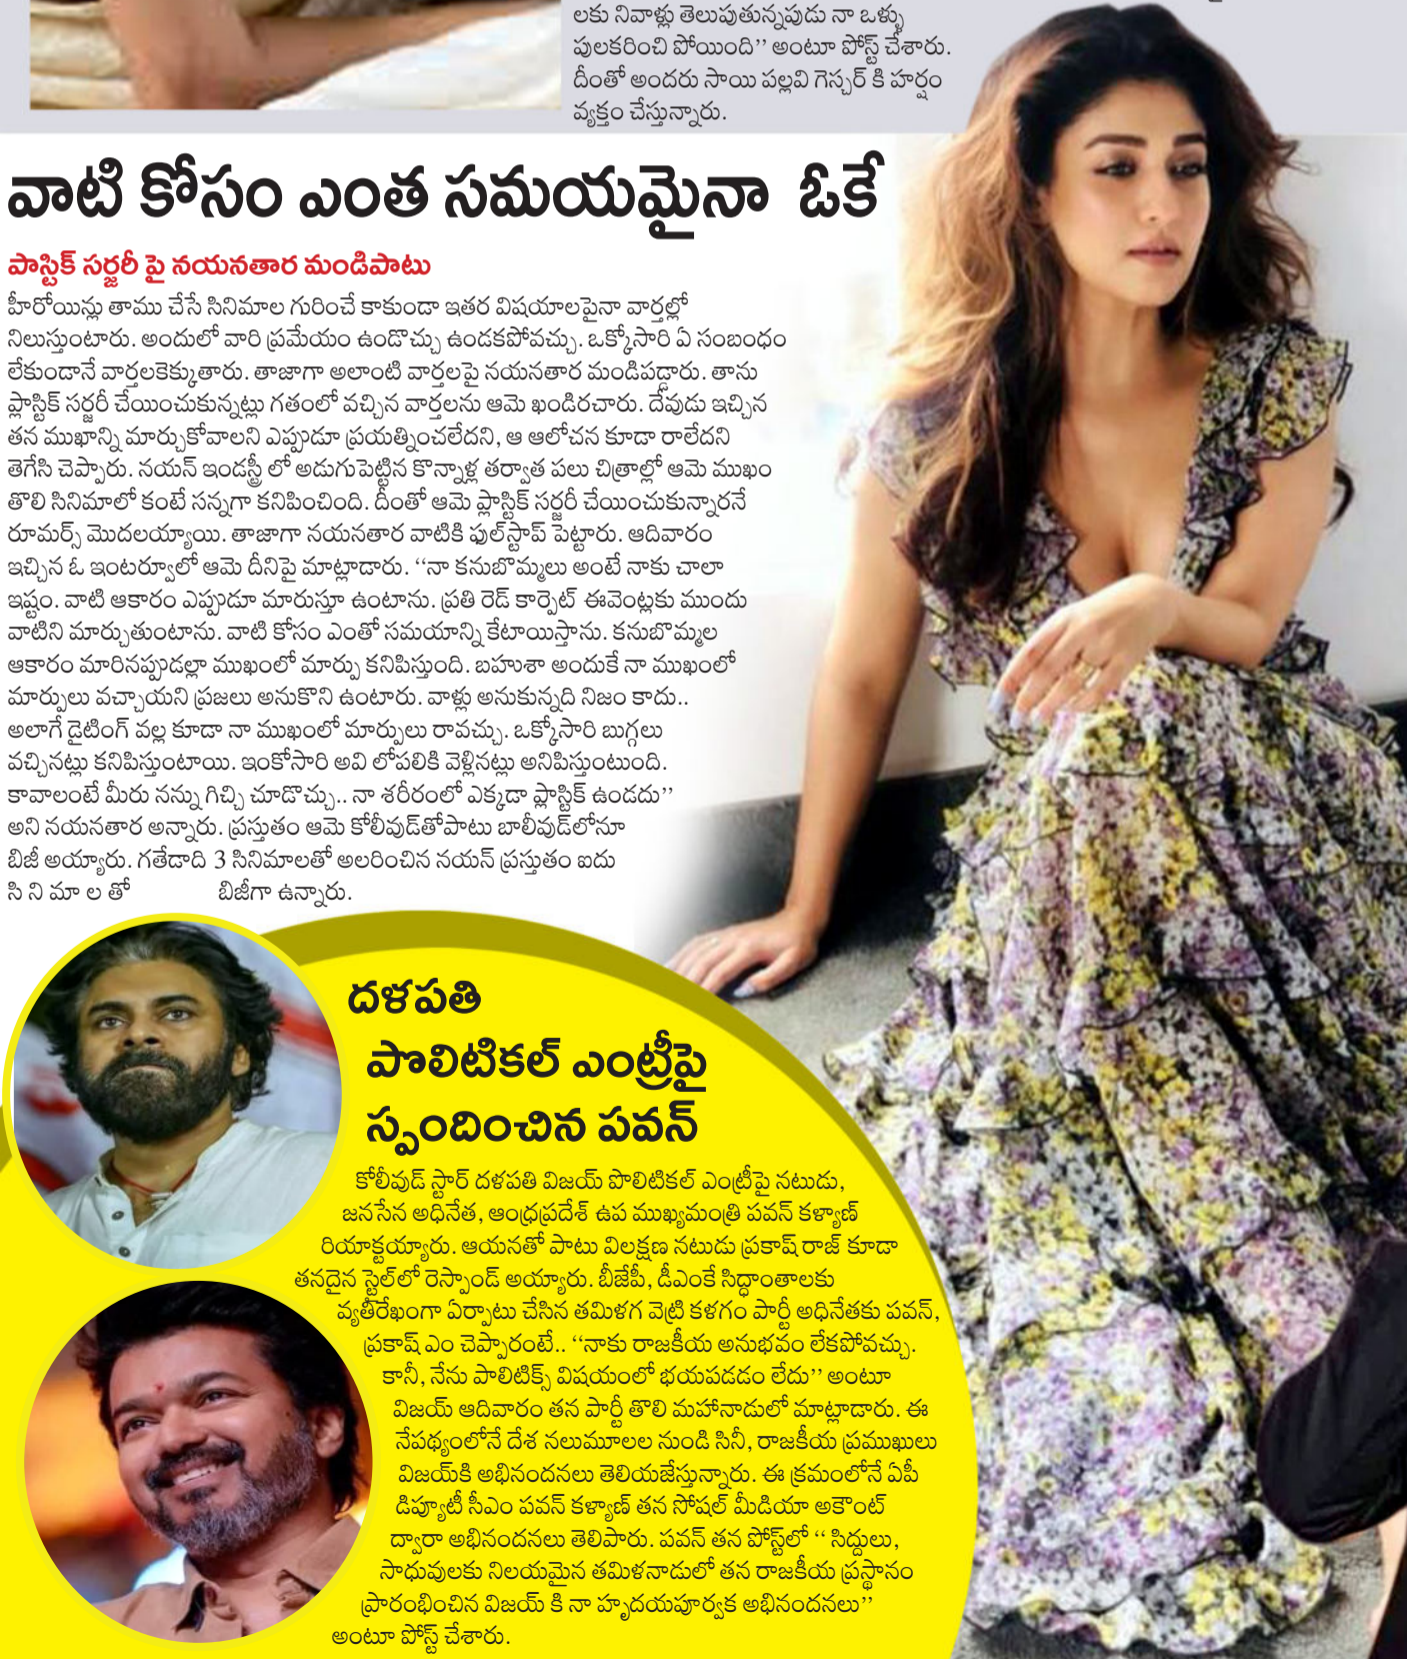 లకు నివాళ్లు తెలుపుతున్నపుడు నా ఒళ్ళు
పులకరించి పోయింది’’ అంటూ పోస్ట్ చేశారు.
దీంతో అందరు సాయి పల్లవి గెస్చర్ కి హర్షం
వ్యక్తం చేస్తున్నారు.
వాటి కోసం ఎంత సమయమైనా ఓకే
పాస్టిక్ సర్జరీ పై నయనతార మండిపాటు
హీరోయిన్లు తాము చేసే సినిమాల గురించే కాకుండా ఇతర విషయాలపైనా వార్తల్లో
నిలుస్తుంటారు. అందులో వారి ప్రమేయం ఉండొచ్చు ఉండకపోవచ్చు. ఒక్కోసారి ఏ సంబంధం
లేకుండానే వార్తలకెక్కుతారు. తాజాగా అలాంటి వార్తలపై నయనతార మండిపడ్డారు. తాను
ప్లాస్టిక్ సర్జరీ చేయించుకున్నట్లు గతంలో వచ్చిన వార్తలను ఆమె ఖండిరచారు. దేవుడు ఇచ్చిన
తన ముఖాన్ని మార్చుకోవాలని ఎప్పుడూ ప్రయత్నించలేదని, ఆ ఆలోచన కూడా రాలేదని
తెగేసి చెప్పారు. నయన్ ఇండస్ట్రీ లో అడుగుపెట్టిన కొన్నాళ్ల తర్వాత పలు చిత్రాల్లో ఆమె ముఖం
తొలి సినిమాలో కంటే సన్నగా కనిపించింది. దీంతో ఆమె ప్లాస్టిక్ సర్జరీ చేయించుకున్నారనే
రూమర్స్ మొదలయ్యాయి. తాజాగా నయనతార వాటికి ఫుల్‌స్టాప్ పెట్టారు. ఆదివారం
ఇచ్చిన ఓ ఇంటర్వ్యూలో ఆమె దీనిపై మాట్లాడారు. ‘‘నా కనుబొమ్మలు అంటే నాకు చాలా
ఇష్టం. వాటి ఆకారం ఎప్పుడూ మారుస్తూ ఉంటాను. ప్రతి రెడ్ కార్పెట్ ఈవెంట్లకు ముందు
వాటిని మార్చుతుంటాను. వాటి కోసం ఎంతో సమయాన్ని కేటాయిస్తాను. కనుబొమ్మల
ఆకారం మారినప్పుడల్లా ముఖంలో మార్పు కనిపిస్తుంది. బహుశా అందుకే నా ముఖంలో
మార్పులు వచ్చాయని ప్రజలు అనుకొని ఉంటారు. వాళ్లు అనుకున్నది నిజం కాదు..
అలాగే డైటింగ్ వల్ల కూడా నా ముఖంలో మార్పులు రావచ్చు. ఒక్కోసారి బుగ్గలు
వచ్చినట్లు కనిపిస్తుంటాయి. ఇంకోసారి అవి లోపలికి వెళ్లినట్లు అనిపిస్తుంటుంది.
కావాలంటే మీరు నన్ను గిచ్చి చూడొచ్చు.. నా శరీరంలో ఎక్కడా ప్లాస్టిక్ ఉండదు’’
అని నయనతార అన్నారు. ప్రస్తుతం ఆమె కోలీవుడ్‌తోపాటు బాలీవుడ్‌లోనూ
బిజీ అయ్యారు. గతేడాది 3 సినిమాలతో అలరించిన నయన్ ప్రస్తుతం ఐదు
సి ని మా ల తో బిజీగా ఉన్నారు.
దళపతి
పొలిటికల్ ఎంట్రీపై
స్పందించిన పవన్
కోలీవుడ్ స్టార్ దళపతి విజయ్ పొలిటికల్ ఎంట్రీపై నటుడు,
జనసేన అధినేత, ఆంధ్రప్రదేశ్ ఉప ముఖ్యమంత్రి పవన్ కళ్యాణ్
రియాక్టయ్యారు. ఆయనతో పాటు విలక్షణ నటుడు ప్రకాష్ రాజ్ కూడా
తనదైన స్టైల్‌లో రెస్పాండ్ అయ్యారు. బీజేపీ, డీఎంకే సిద్ధాంతాలకు
వ్యతిరేఖంగా ఏర్పాటు చేసిన తమిళగ వెట్రి కళగం పార్టీ అధినేతకు పవన్,
ప్రకాష్ ఎం చెప్పారంటే.. ‘‘నాకు రాజకీయ అనుభవం లేకపోవచ్చు.
కానీ, నేను పాలిటిక్స్ విషయంలో భయపడడం లేదు’’ అంటూ
విజయ్ ఆదివారం తన పార్టీ తొలి మహానాడులో మాట్లాడారు. ఈ
నేపథ్యంలోనే దేశ నలుమూలల నుండి సినీ, రాజకీయ ప్రముఖులు
విజయ్‌కి అభినందనలు తెలియజేస్తున్నారు. ఈ క్రమంలోనే ఏపీ
డిప్యూటీ సీఎం పవన్ కళ్యాణ్ తన సోషల్ మీడియా అకౌంట్
ద్వారా అభినందనలు తెలిపారు. పవన్ తన పోస్ట్‌లో ‘‘ సిద్దులు,
సాధువులకు నిలయమైన తమిళనాడులో తన రాజకీయ ప్రస్థానం
ప్రారంభించిన విజయ్ కి నా హృదయపూర్వక అభినందనలు’’
అంటూ పోస్ట్ చేశారు.